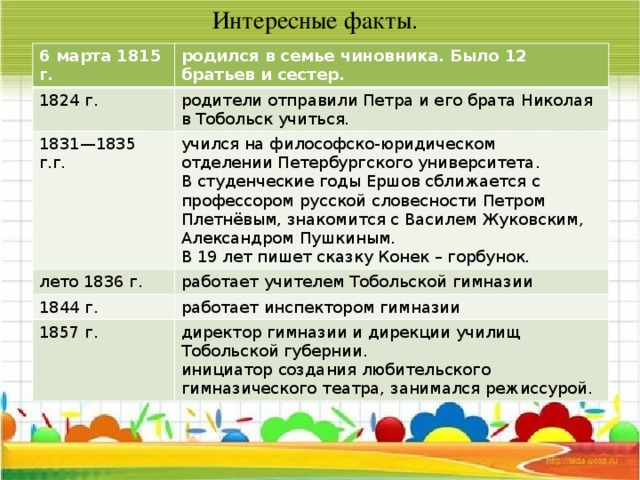 Интересные факты.
6 марта 1815 г.
родился в семье чиновника. Было 12
братьев и сестер.
1824 г.
родители отправили Петра и его брата Николая
в Тобольск учиться.
1831—1835
г.г.
учился на философско-юридическом
отделении Петербургского университета.
В студенческие годы Ершов сближается с
профессором русской словесности Петром
Плетнёвым, знакомится с Василем Жуковским,
Александром Пушкиным.
В 19 лет пишет сказку Конек – горбунок.
лето 1836 г.
работает учителем Тобольской гимназии
1844 г.
работает инспектором гимназии
1857 г.
директор гимназии и дирекции училищ
Тобольской губернии.
инициатор создания любительского
гимназического театра, занимался режиссурой.
http://aida.ucoz.ru